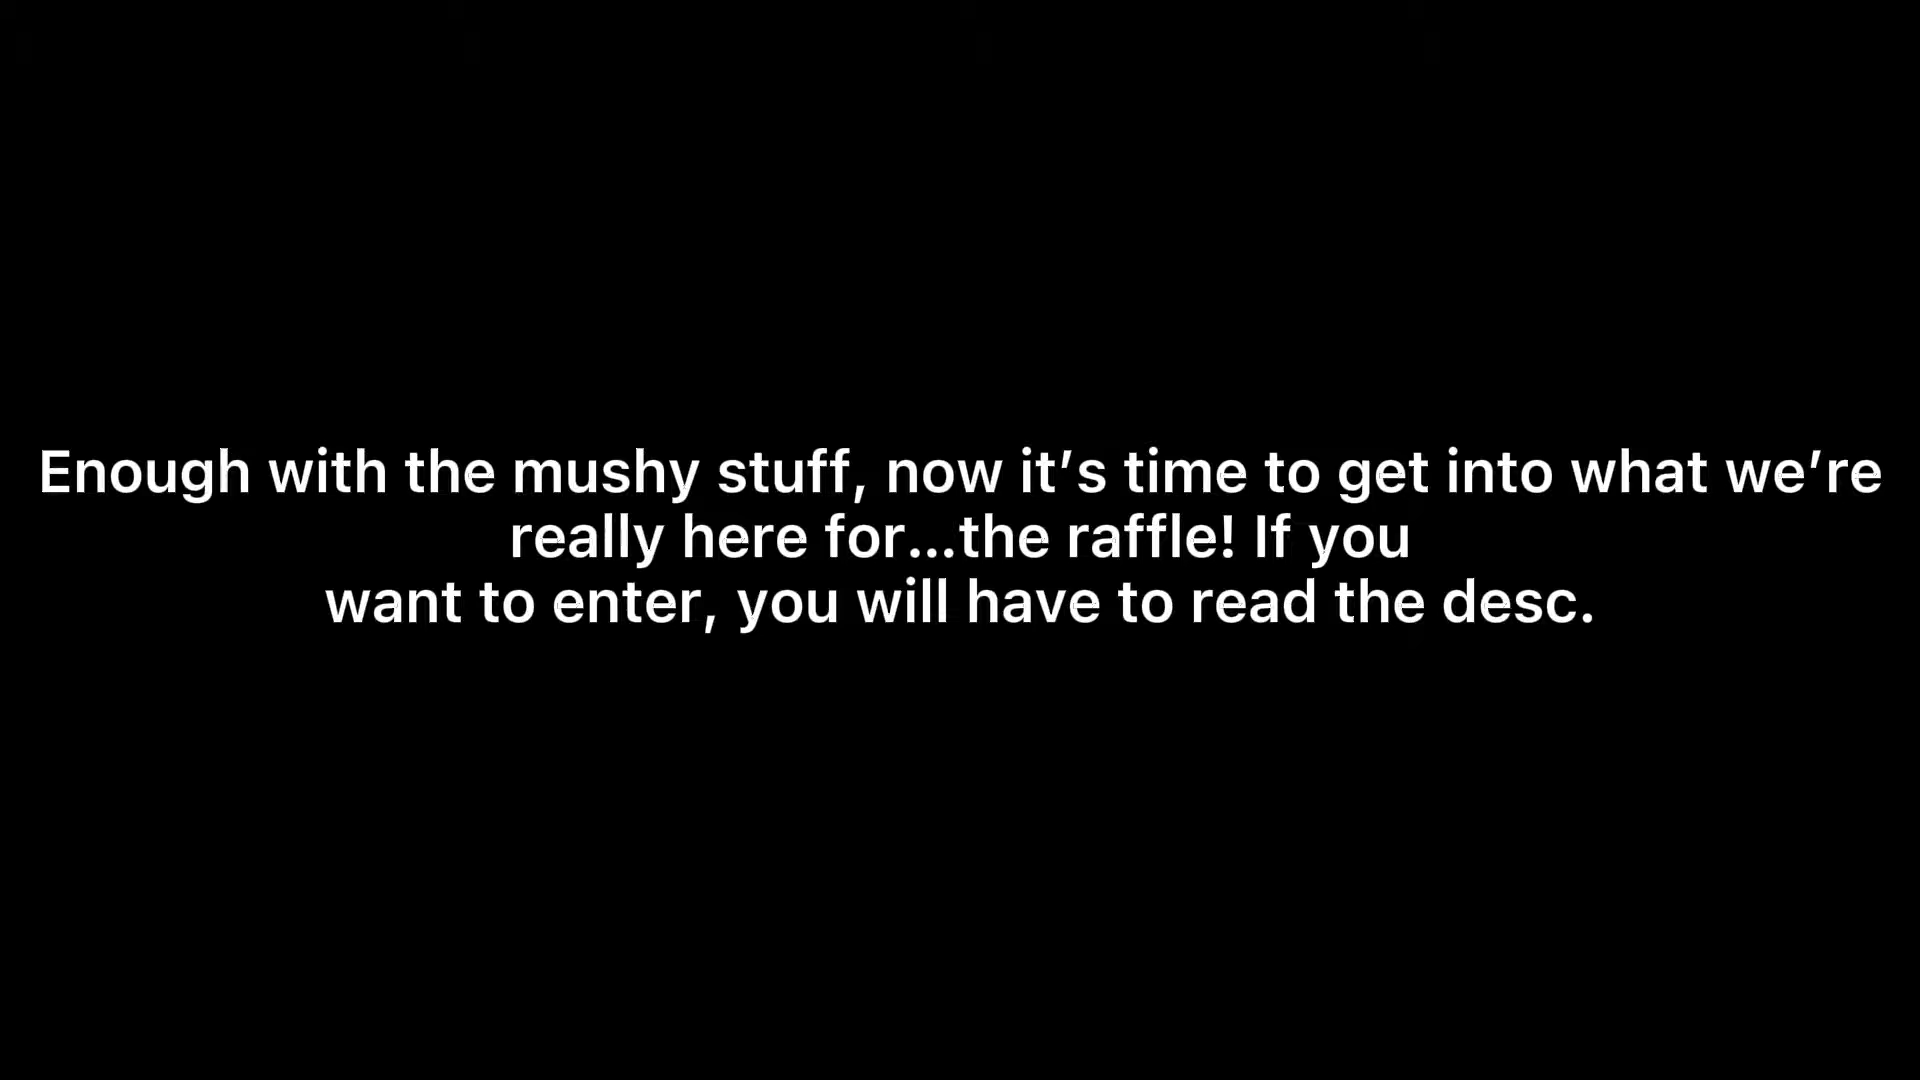 Enough with the mushy stuff, now it’s time to get into what we’re
really here for...the raffle! If you
want to enter, you will have to read the desc.